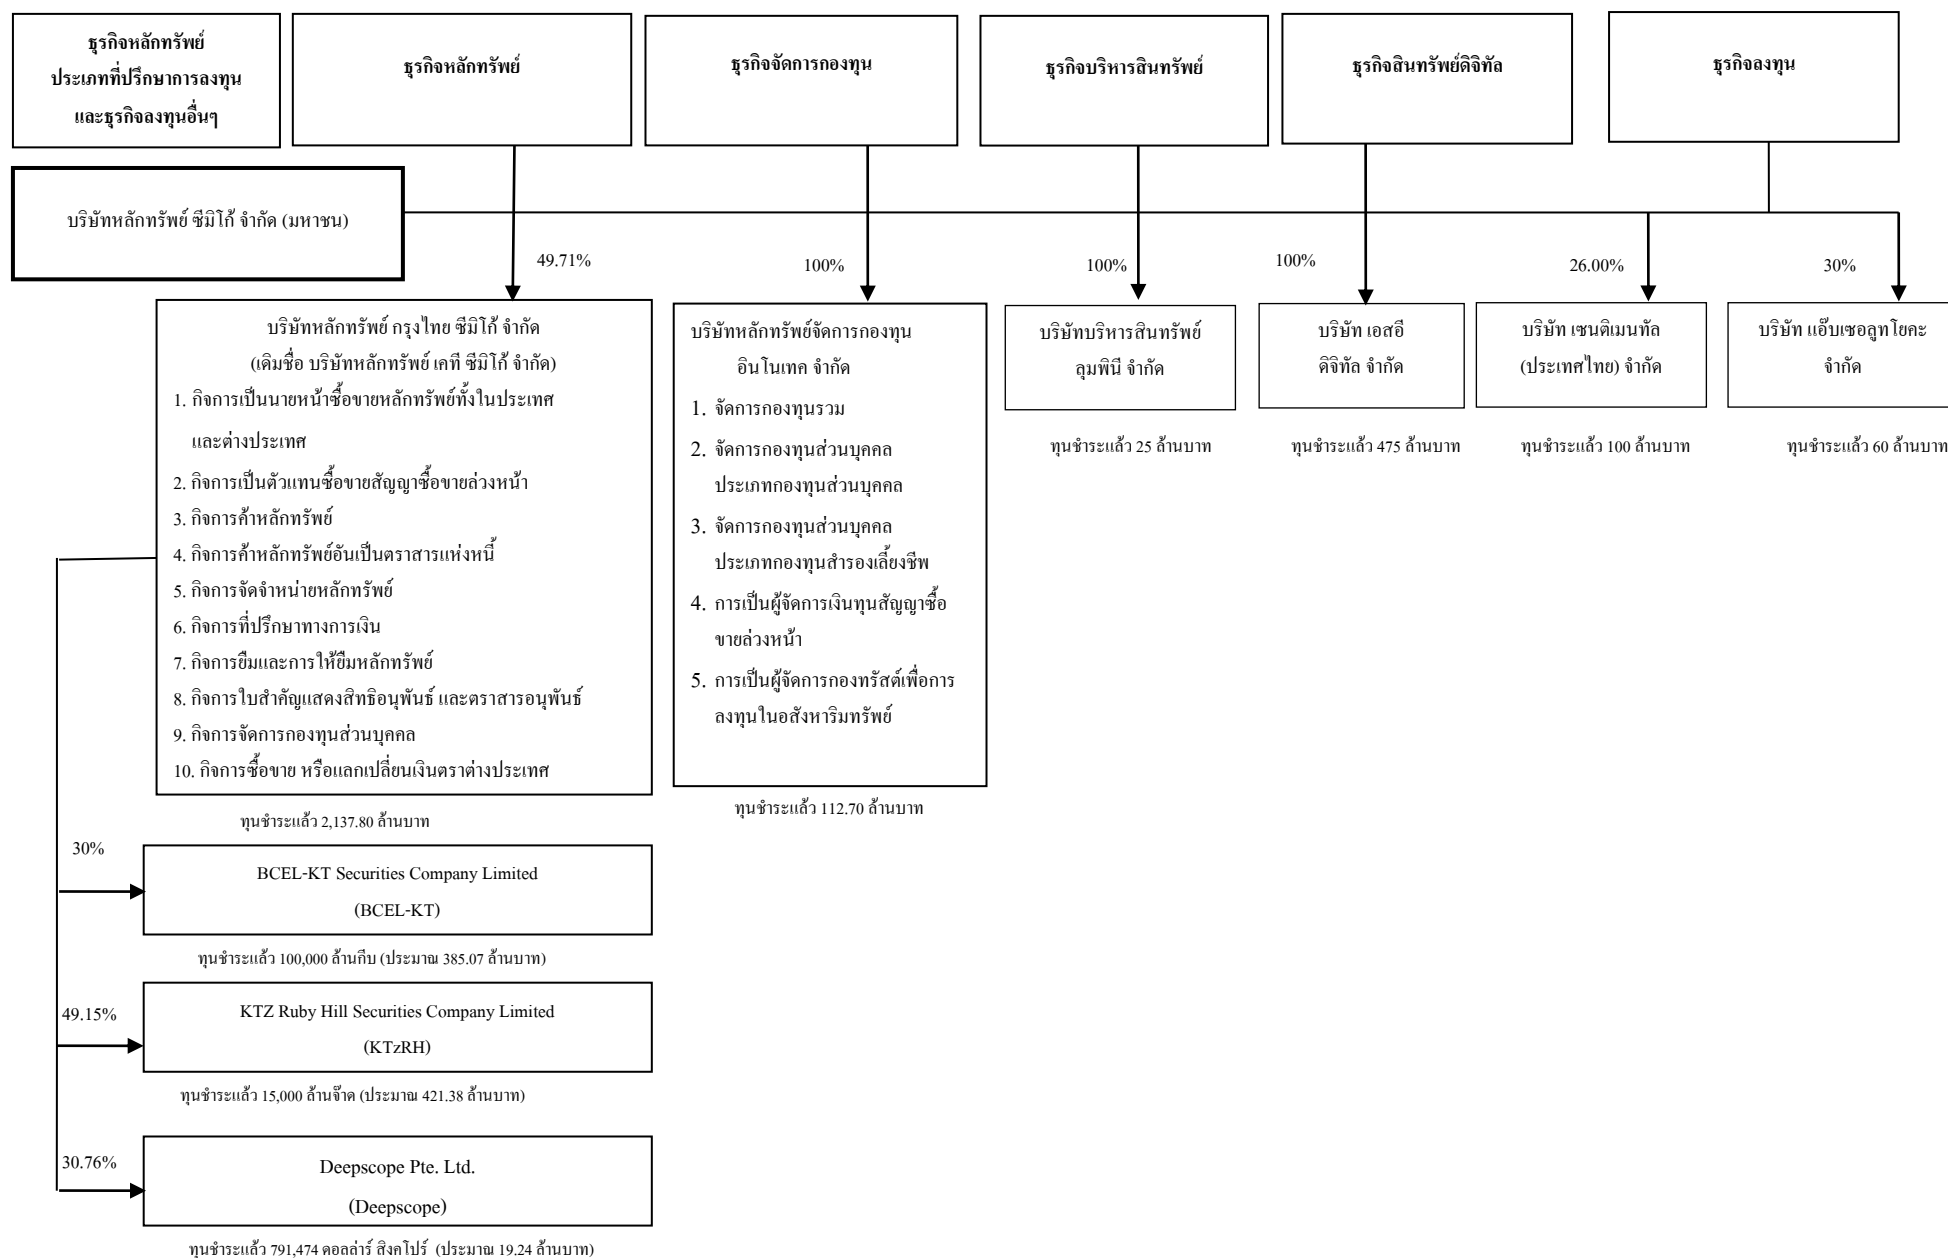 ธุรกิจหลักทรัพย์
ประเภทที่ปรึกษาการลงทุน
และธุรกิจลงทุนอื่นๆ
ธุรกิจหลักทรัพย์
ธุรกิจจัดการกองทุน
ธุรกิจบริหารสินทรัพย์
ธุรกิจสินทรัพย์ดิจิทัล
ธุรกิจลงทุน
บริษัทหลักทรัพย์ ซีมิโก้ จำกัด (มหาชน)
49.71%
100%
100%
100%
26.00%
30%
บริษัทหลักทรัพย์ กรุงไทย ซีมิโก้ จำกัด
(เดิมชื่อ บริษัทหลักทรัพย์ เคที ซีมิโก้ จำกัด)
1. กิจการเป็นนายหน้าซื้อขายหลักทรัพย์ทั้งในประเทศ
และต่างประเทศ
2. กิจการเป็นตัวแทนซื้อขายสัญญาซื้อขายล่วงหน้า
3. กิจการค้าหลักทรัพย์
4. กิจการค้าหลักทรัพย์อันเป็นตราสารแห่งหนี้
5. กิจการจัดจำหน่ายหลักทรัพย์
6. กิจการที่ปรึกษาทางการเงิน
7. กิจการยืมและการให้ยืมหลักทรัพย์
8. กิจการใบสำคัญแสดงสิทธิอนุพันธ์ และตราสารอนุพันธ์
9. กิจการจัดการกองทุนส่วนบุคคล
10. กิจการซื้อขาย หรือแลกเปลี่ยนเงินตราต่างประเทศ
ทุนชำระแล้ว 2,137.80 ล้านบาท
บริษัทหลักทรัพย์จัดการกองทุน
อินโนเทค จำกัด
1. จัดการกองทุนรวม
2. จัดการกองทุนส่วนบุคคล
ประเภทกองทุนส่วนบุคคล
3. จัดการกองทุนส่วนบุคคล
ประเภทกองทุนสำรองเลี้ยงชีพ
4. การเป็นผู้จัดการเงินทุนสัญญาซื้อ
ขายล่วงหน้า
5. การเป็นผู้จัดการกองทรัสต์เพื่อการ
ลงทุนในอสังหาริมทรัพย์
ทุนชำระแล้ว 112.70 ล้านบาท
บริษัทบริหารสินทรัพย์
ลุมพินี จำกัด
ทุนชำระแล้ว 25 ล้านบาท
บริษัท เอสอี
ดิจิทัล จำกัด
ทุนชำระแล้ว 475 ล้านบาท
บริษัท เซนติเมนทัล
(ประเทศไทย) จำกัด
ทุนชำระแล้ว 100 ล้านบาท
บริษัท แอ๊บเซอลูทโยคะ
จำกัด
ทุนชำระแล้ว 60 ล้านบาท
30%
BCEL-KT Securities Company Limited
(BCEL-KT)
ทุนชำระแล้ว 100,000 ล้านกีบ (ประมาณ 385.07 ล้านบาท)
49.15%
KTZ Ruby Hill Securities Company Limited
(KTzRH)
ทุนชำระแล้ว 15,000 ล้านจ๊าด (ประมาณ 421.38 ล้านบาท)
30.76%
Deepscope Pte. Ltd.
(Deepscope)
ทุนชำระแล้ว 791,474 ดอลล่าร์ สิงคโปร์ (ประมาณ 19.24 ล้านบาท)